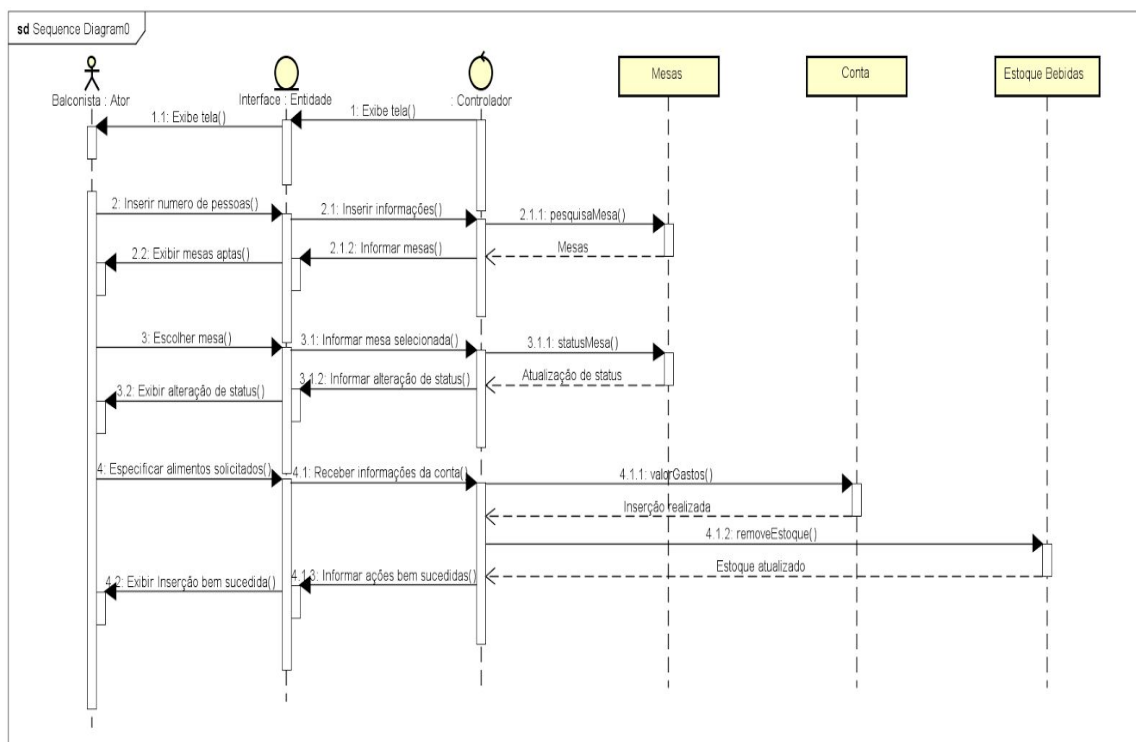 sd Sequence Diagram0
Balconista : Ator
Interface : Entidade
: Controlador
Mesas
Conta
Estoque Bebidas
1: Exibe tela()
1.1: Exibe tela()
2: Inserir numero de pessoas()
2.1: Inserir informações()
2.1.1: pesquisaMesa()
Mesas
2.1.2: Informar mesas()
2.2: Exibir mesas aptas()
3: Escolher mesa()
3.1: Informar mesa selecionada()
3.1.1: statusMesa()
Atualização de status
3.1.2: Informar alteração de status()
3.2: Exibir alteração de status()
4: Especificar alimentos solicitados()
4.1: Receber informações da conta()
4.1.1: valorGastos()
Inserção realizada
4.1.2: removeEstoque()
Estoque atualizado
4.1.3: Informar ações bem sucedidas()
4.2: Exibir Inserção bem sucedida()